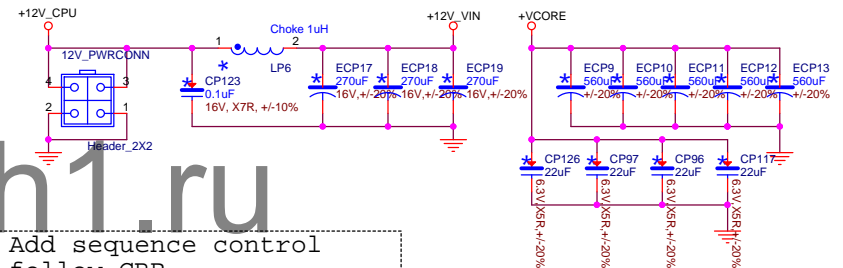 +12V_CPU
Choke 1uH
+12V_VIN
+VCORE
12V_PWRCONN
1 2
LP6
4 3
2 1
Header_2X2
CP123
0.1uF
16V, X7R, +/-10%
ECP17
270uF
16V,+/-20%
ECP18
270uF
16V,+/-20%
ECP19
270uF
16V,+/-20%
ECP9
560uF
+/-20%
ECP10
560uF
+/-20%
ECP11
560uF
+/-20%
ECP12
560uF
+/-20%
ECP13
560uF
+/-20%
CP126
22uF
6.3V,X5R,+/-20%
CP97
22uF
6.3V,X5R,+/-20%
CP96
22uF
6.3V,X5R,+/-20%
CP117
22uF
6.3V,X5R,+/-20%
h1.ru
Add sequence control
follow CRB